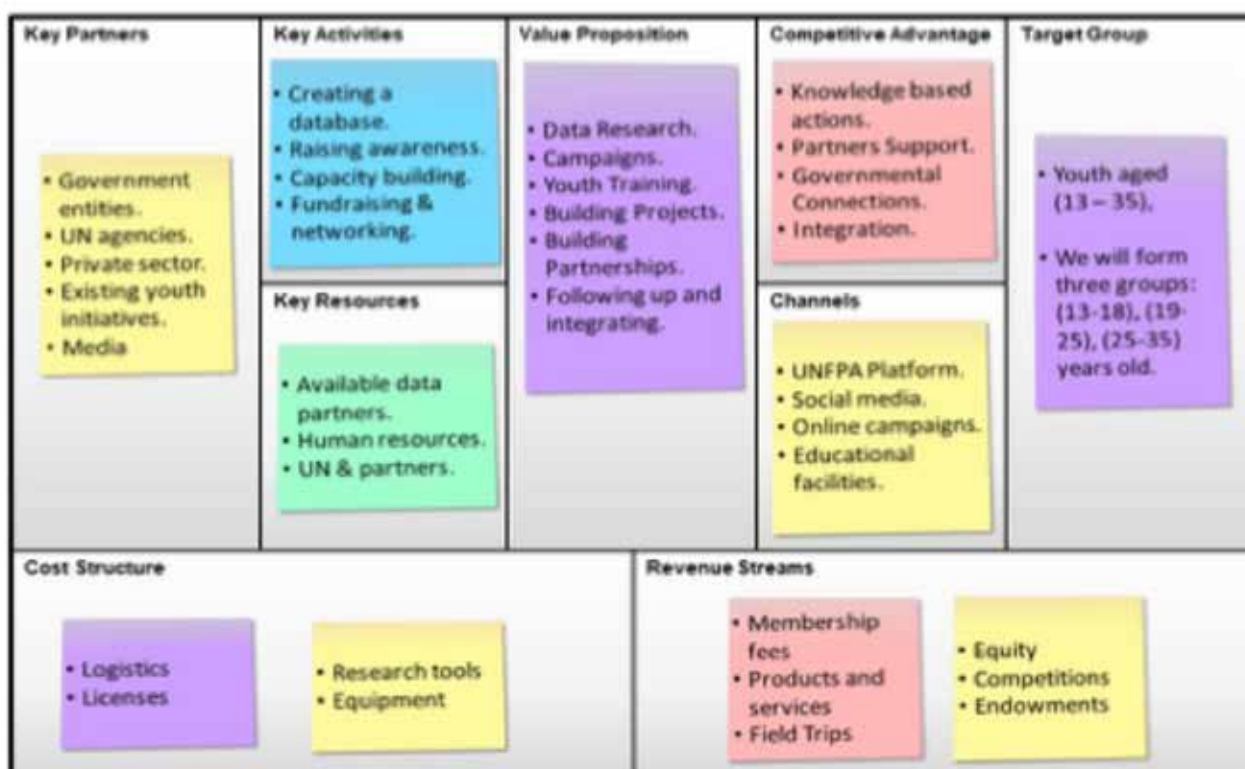 Key Partners
• Government
entities.
• UN agencies.
• Private sector.
• Existing youth
initiatives.
• Media
Key Activities
• Creating a
database.
• Raising awareness.
• Capacity building.
• Fundraising &
networking.
Key Resources
• Available data
partners.
• Human resources.
• UN & partners.
Value Proposition
• Data Research.
• Campaigns.
• Youth Training.
• Building Projects.
• Building
Partnerships.
• Following up and
integrating.
Competitive Advantage
• Knowledge based
actions.
• Partners Support.
• Governmental
Connections.
• Integration.
Channels
• UNFPA Platform.
• Social media.
• Online campaigns.
• Educational
facilities.
Target Group
• Youth aged
(13 – 35),
• We will form
three groups:
(13-18), (19-
25), (25-35)
years old.
Cost Structure
• Logistics
• Licenses
• Research tools
• Equipment
Revenue Streams
• Membership
fees
• Products and
services
• Field Trips
• Equity
• Competitions
• Endowments